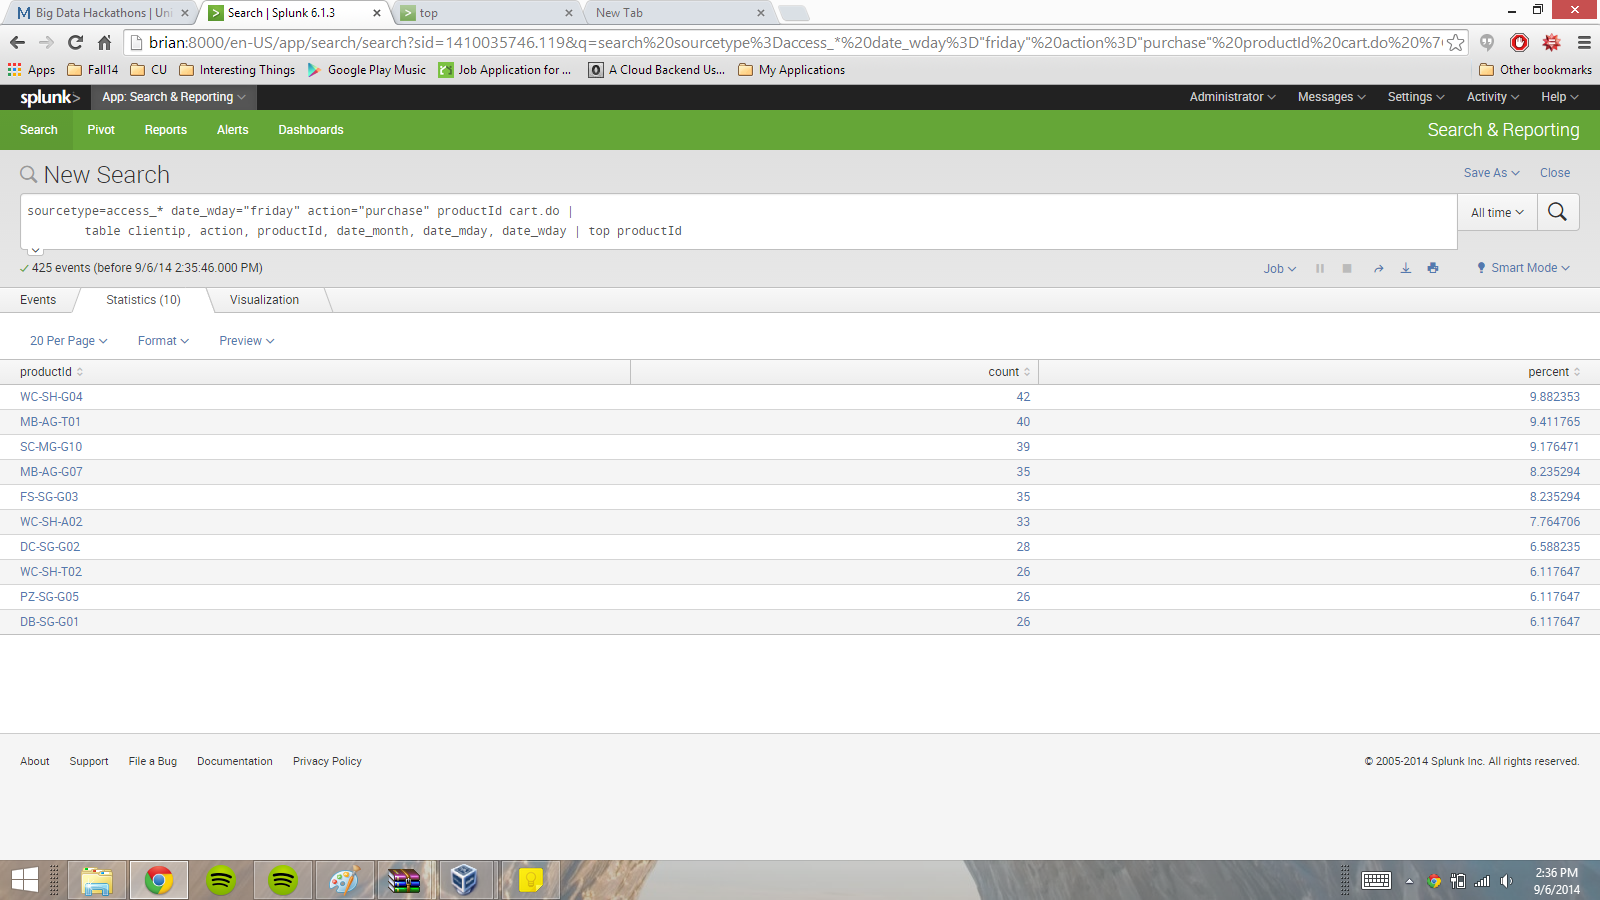 Big Data Hackathons | Uni
Search | Splunk 6.1.3
top
New Tab
brian:8000/en-US/app/search/search?sid=1410035746.119&q=search%20sourcetype%3Daccess_*%20date_wday%3D"friday"%20action%3D"purchase"%20productId%20cart.do%20%7
Apps
Fall14
CU
Interesting Things
Google Play Music
Job Application for ...
A Cloud Backend Us...
My Applications
Other bookmarks
splunk>
App: Search & Reporting
Administrator
Messages
Settings
Activity
Help
Search
Pivot
Reports
Alerts
Dashboards
Search & Reporting
New Search
Save As
Close
sourcetype=access_* date_wday="friday" action="purchase" productId cart.do |
table clientip, action, productId, date_month, date_mday, date_wday | top productId
All time
425 events (before 9/6/14 2:35:46.000 PM)
Job
Smart Mode
Events
Statistics (10)
Visualization
20 Per Page
Format
Preview
productId count percent
WC-SH-G04 42 9.882353
MB-AG-T01 40 9.411765
SC-MG-G10 39 9.176471
MB-AG-G07 35 8.235294
FS-SG-G03 35 8.235294
WC-SH-A02 33 7.764706
DC-SG-G02 28 6.588235
WC-SH-T02 26 6.117647
PZ-SG-G05 26 6.117647
DB-SG-G01 26 6.117647
About
Support
File a Bug
Documentation
Privacy Policy
© 2005-2014 Splunk Inc. All rights reserved.
2:36 PM
9/6/2014